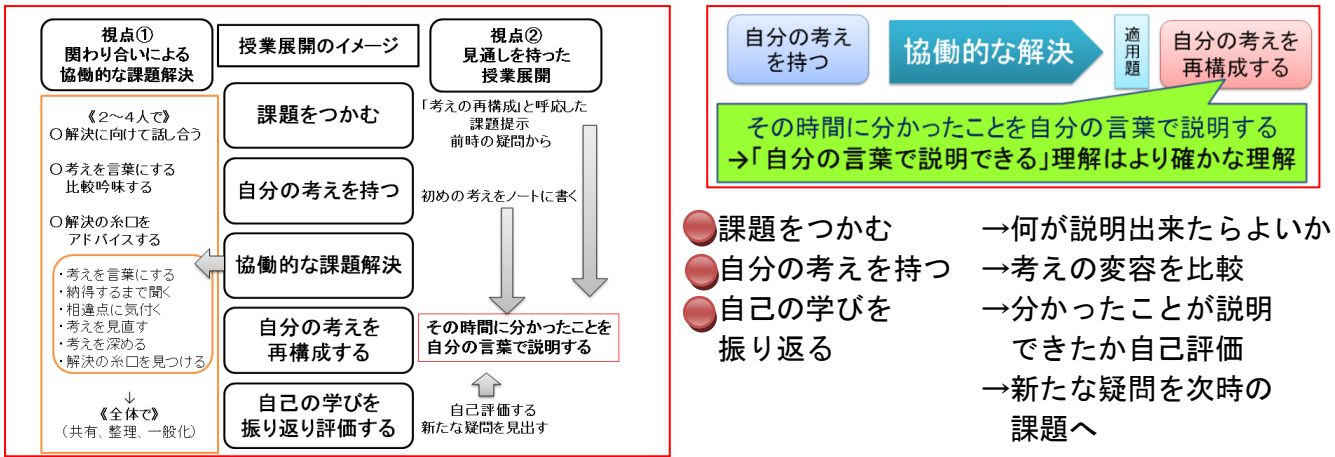 視点①
関わり合いによる
協働的な課題解決
《2～4人で》
○解決に向けて話し合う
○考えを言葉にする
比較吟味する
○解決の糸口を
アドバイスする
・考えを言葉にする
・納得するまで聞く
・相違点に気付く
・考えを見直す
・考えを深める
・解決の糸口を見つける
↓
《全体で》
（共有、整理、一般化）
授業展開のイメージ
課題をつかむ
自分の考えを持つ
協働的な課題解決
自分の考えを
再構成する
自己の学びを
振り返り評価する
視点②
見通しを持った
授業展開
「考えの再構成」と呼応した
課題提示
前時の疑問から
初めの考えをノートに書く
その時間に分かったことを
自分の言葉で説明する
自己評価する
新たな疑問を見出す
自分の考え
を持つ
協働的な解決
適用題
自分の考えを
再構成する
その時間に分かったことを自分の言葉で説明する
→「自分の言葉で説明できる」理解はより確かな理解
課題をつかむ →何が説明出来たらよいか
自分の考えを持つ →考えの変容を比較
自己の学びを →分かったことが説明
振り返る できたか自己評価
→新たな疑問を次時の
課題へ